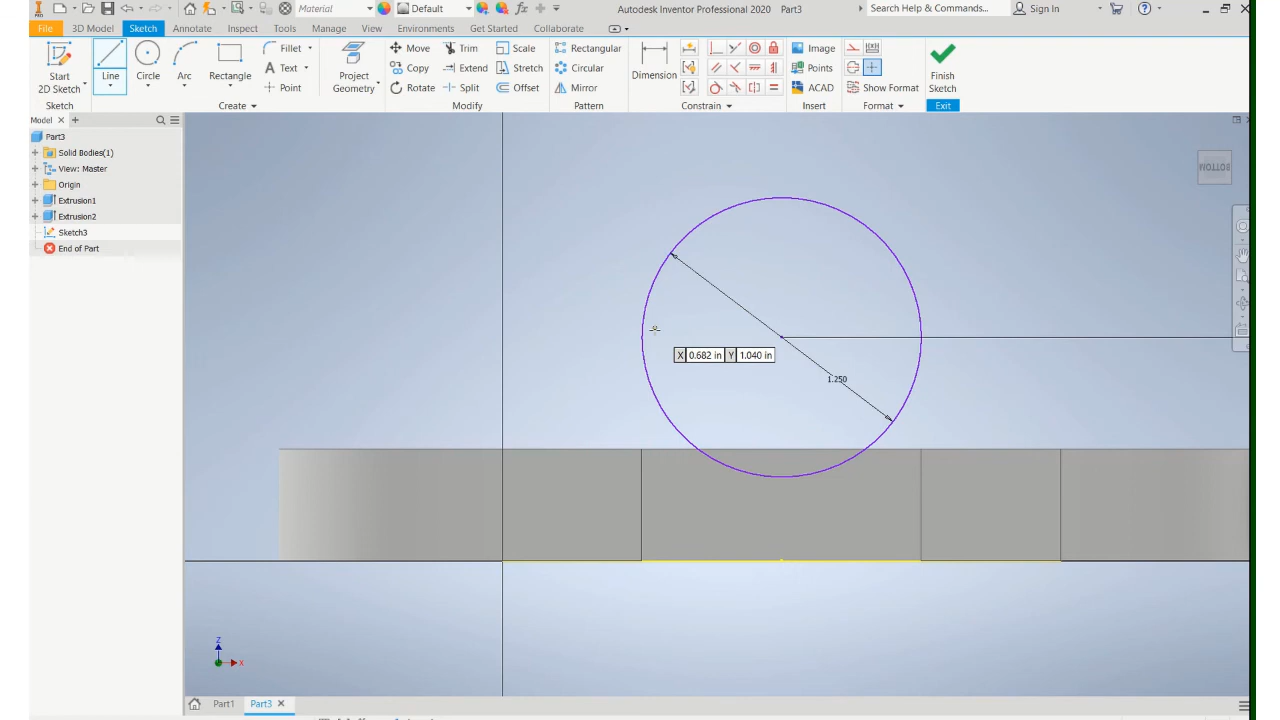 PRO Material Default fx Autodesk Inventor Professional 2020 Part3 Search Help & Commands... Sign In
File 3D Model Sketch Annotate Inspect Tools Manage View Environments Get Started Collaborate
Fillet Move Trim Scale Rectangular Image
Start 2D Sketch Line Circle Arc Rectangle Text Project Geometry Copy Extend Stretch Circular Dimension Points Finish Sketch
Point Rotate Split Offset Mirror ACAD Show Format
Sketch Create Modify Pattern Constrain Insert Format Exit
Model
Part3
Solid Bodies(1)
View: Master
Origin
Extrusion1
Extrusion2
Sketch3
End of Part
BOTTOM
X 0.682 in Y 1.040 in
1.250
Z
X
Part1 Part3